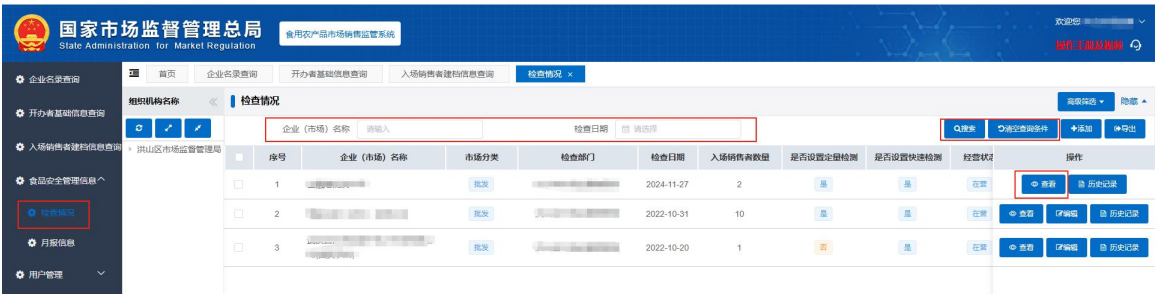 国家市场监督管理总局
State Administration for Market Regulation
食用农产品市场销售监管系统
欢迎您
操作手册及视频
企业名录查询
开办者基础信息查询
入场销售者建档信息查询
食品安全管理信息
检查情况
月报信息
用户管理
首页 企业名录查询 开办者基础信息查询 入场销售者建档信息查询 检查情况 ×
组织机构名称
洪山区市场监督管理局
检查情况 高级筛选 隐藏
企业（市场）名称 请输入 检查日期 请选择 搜索 清空查询条件 +添加 导出
序号 企业（市场）名称 市场分类 检查部门 检查日期 入场销售者数量 是否设置定量检测 是否设置快速检测 经营状态 操作
1 批发 2024-11-27 2 是 是 在营 查看 历史记录
2 批发 2022-10-31 10 是 是 在营 查看 编辑 历史记录
3 批发 2022-10-20 1 否 是 在营 查看 编辑 历史记录